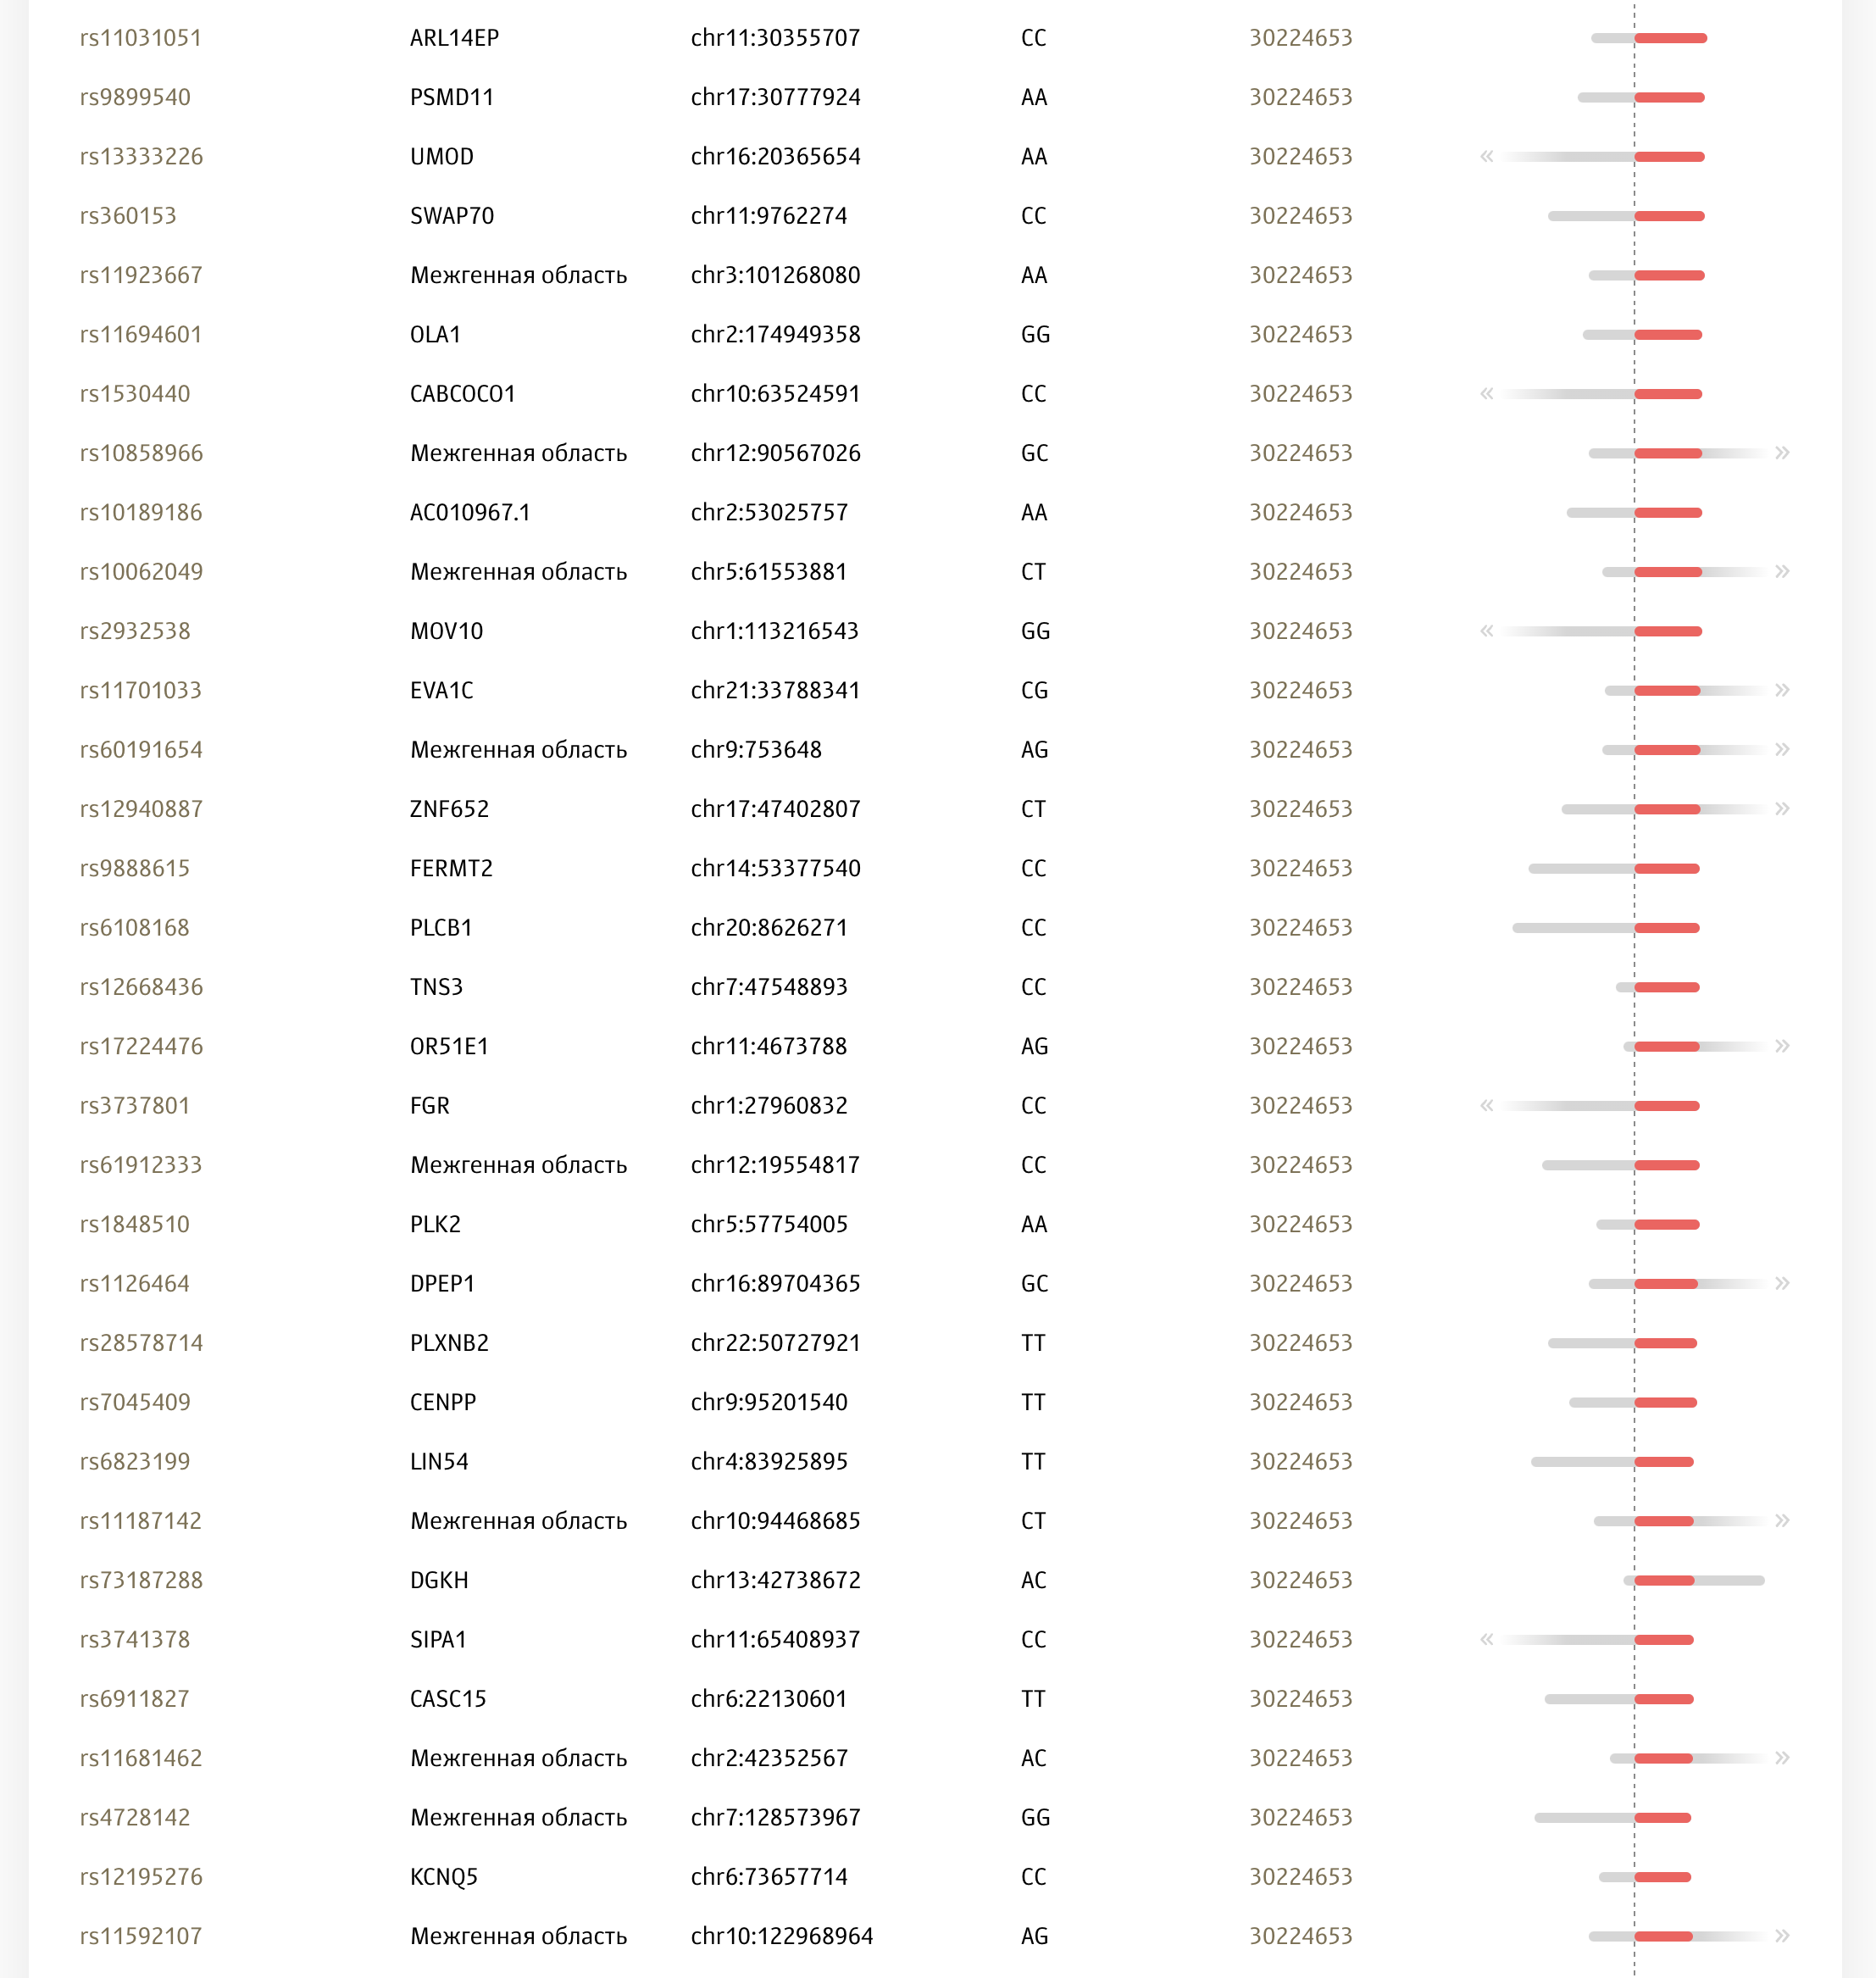 rs11031051 ARL14EP chr11:30355707 CC 30224653
rs9899540 PSMD11 chr17:30777924 AA 30224653
rs13333226 UMOD chr16:20365654 AA 30224653 «
rs360153 SWAP70 chr11:9762274 CC 30224653
rs11923667 Межгенная область chr3:101268080 AA 30224653
rs11694601 OLA1 chr2:174949358 GG 30224653
rs1530440 CABCOCO1 chr10:63524591 CC 30224653 «
rs10858966 Межгенная область chr12:90567026 GC 30224653 »
rs10189186 AC010967.1 chr2:53025757 AA 30224653
rs10062049 Межгенная область chr5:61553881 CT 30224653 »
rs2932538 MOV10 chr1:113216543 GG 30224653 «
rs11701033 EVA1C chr21:33788341 CG 30224653 »
rs60191654 Межгенная область chr9:753648 AG 30224653 »
rs12940887 ZNF652 chr17:47402807 CT 30224653 »
rs9888615 FERMT2 chr14:53377540 CC 30224653
rs6108168 PLCB1 chr20:8626271 CC 30224653
rs12668436 TNS3 chr7:47548893 CC 30224653
rs17224476 OR51E1 chr11:4673788 AG 30224653 »
rs3737801 FGR chr1:27960832 CC 30224653 «
rs61912333 Межгенная область chr12:19554817 CC 30224653
rs1848510 PLK2 chr5:57754005 AA 30224653
rs1126464 DPEP1 chr16:89704365 GC 30224653 »
rs28578714 PLXNB2 chr22:50727921 TT 30224653
rs7045409 CENPP chr9:95201540 TT 30224653
rs6823199 LIN54 chr4:83925895 TT 30224653
rs11187142 Межгенная область chr10:94468685 CT 30224653 »
rs73187288 DGKH chr13:42738672 AC 30224653
rs3741378 SIPA1 chr11:65408937 CC 30224653 «
rs6911827 CASC15 chr6:22130601 TT 30224653
rs11681462 Межгенная область chr2:42352567 AC 30224653 »
rs4728142 Межгенная область chr7:128573967 GG 30224653
rs12195276 KCNQ5 chr6:73657714 CC 30224653
rs11592107 Межгенная область chr10:122968964 AG 30224653 »